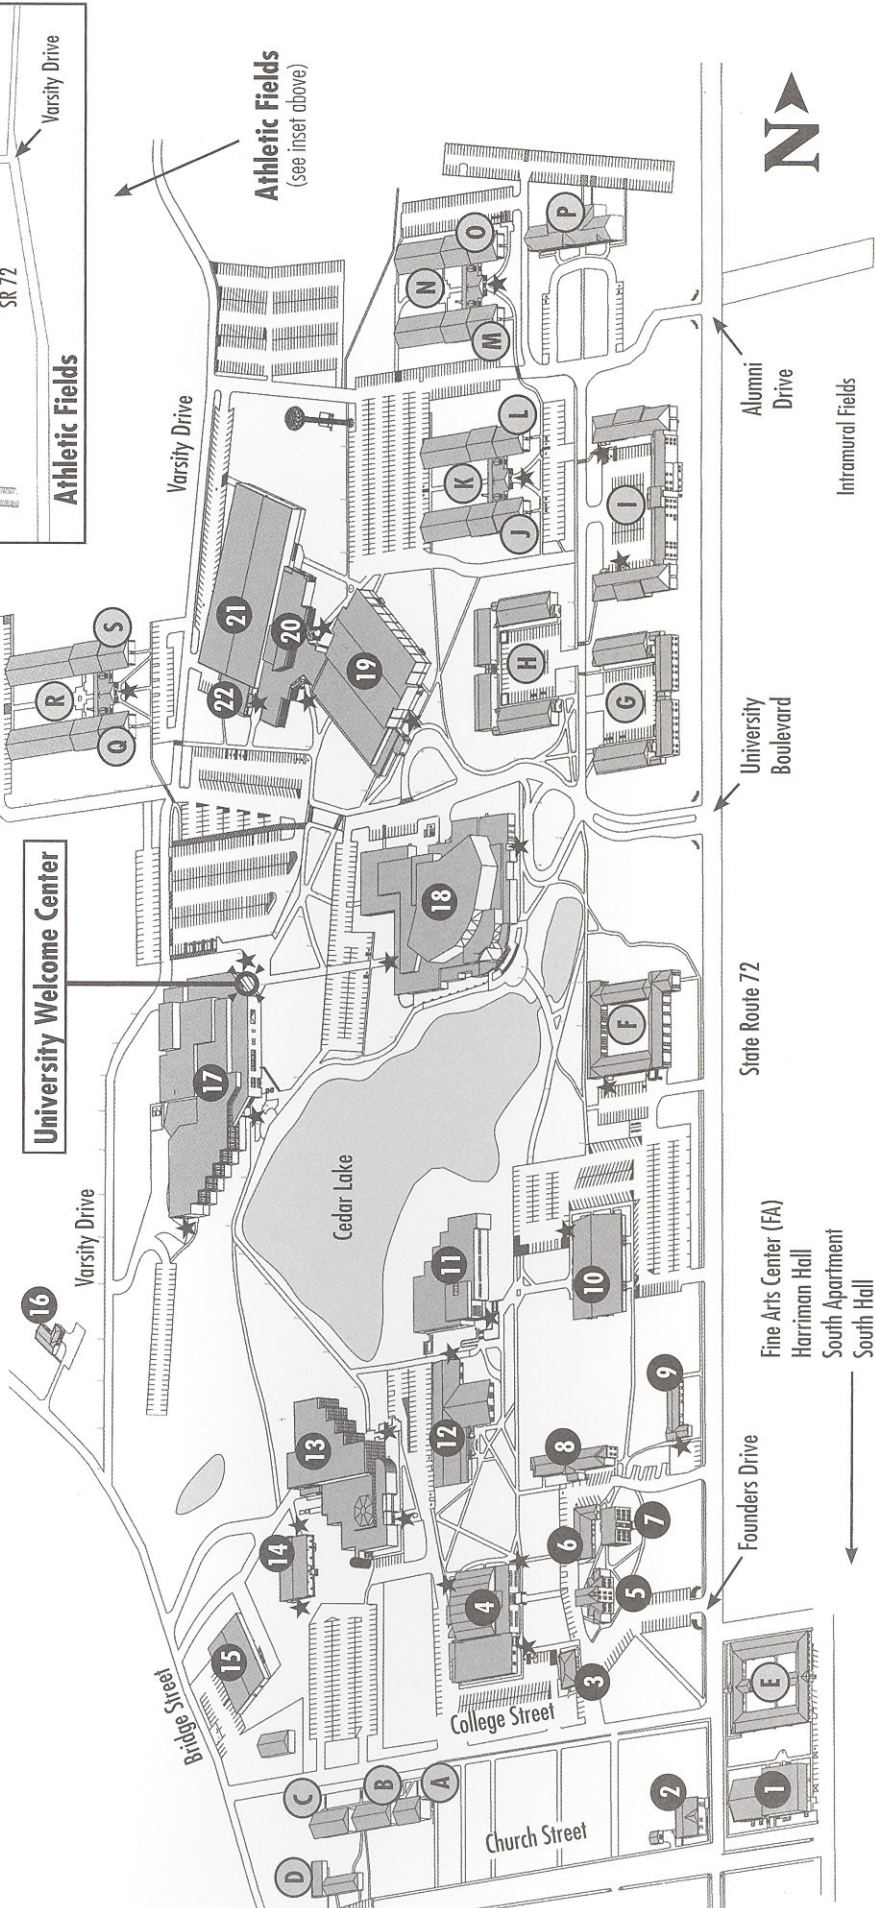 Varsity Drive
SR 72
Athletic Fields
Athletic Fields
(see inset above)
N
University Welcome Center
Varsity Drive
Varsity Drive
Bridge Street
Cedar Lake
College Street
Church Street
Founders Drive
State Route 72
University
Boulevard
Alumni
Drive
Intramural Fields
Fine Arts Center (FA)
Harriman Hall
South Apartment
South Hall
1
2
3
4
5
6
7
8
9
10
11
12
13
14
15
16
17
18
19
20
21
22
A
B
C
D
E
F
G
H
I
J
K
L
M
N
O
P
Q
R
S